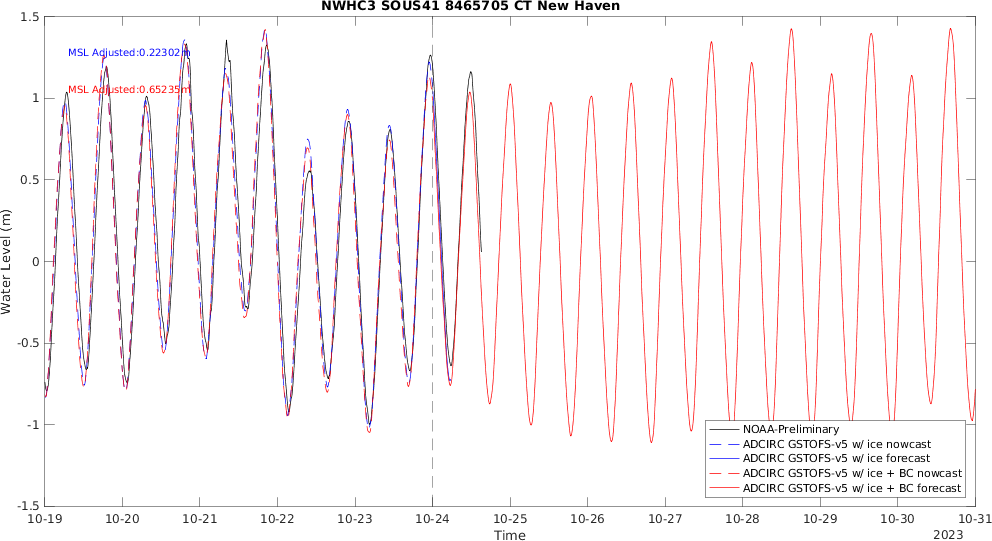 NWHC3 SOUS41 8465705 CT New Haven
1.5
MSL Adjusted:0.22302m
1
MSL Adjusted:0.65235m
0.5
0
-0.5
-1
-1.5
Water Level (m)
NOAA-Preliminary
ADCIRC GSTOFS-v5 w/ ice nowcast
ADCIRC GSTOFS-v5 w/ ice forecast
ADCIRC GSTOFS-v5 w/ ice + BC nowcast
ADCIRC GSTOFS-v5 w/ ice + BC forecast
10-19 10-20 10-21 10-22 10-23 10-24 10-25 10-26 10-27 10-28 10-29 10-30 10-31
Time
2023